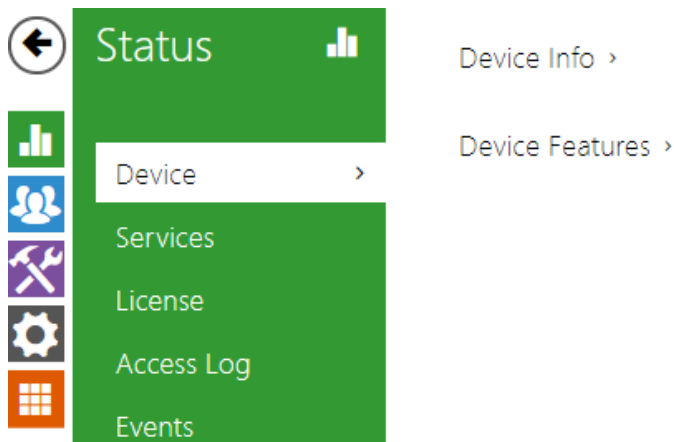 Status
Device
Services
License
Access Log
Events
Device Info
Device Features